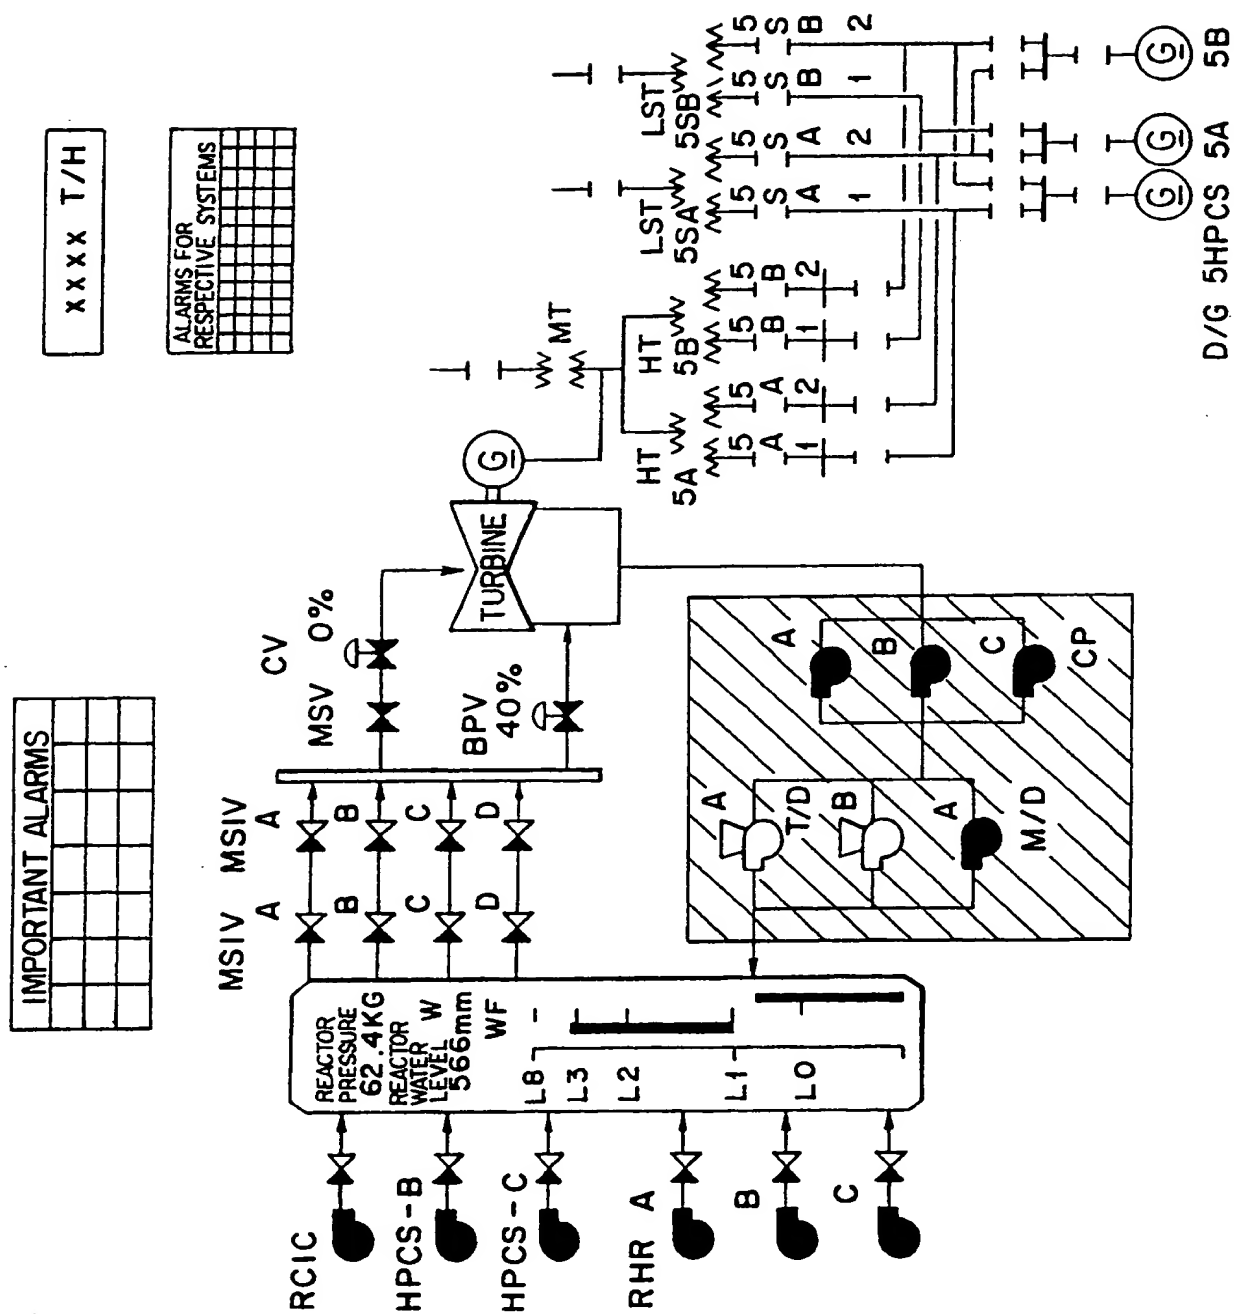 IMPORTANT ALARMS
XXXX T/H
ALARMS FOR
RESPECTIVE SYSTEMS
MSIV MSIV
A A
B B
C C
D D
MSV CV
0%
BPV
40%
TURBINE
G
MT
HT HT
5A 5B
LST LST
5SA 5SB
5 5 5 5 5 5 5 5
A A B B S S S S
1 2 1 2 A A B B
1 2 1 2
RCIC
HPCS-B
HPCS-C
RHR A
B
C
REACTOR
PRESSURE
62.4KG
REACTOR
WATER
LEVEL W
566mm
WF
L8
L3
L2
L1
L0
A
T/D
B
A
M/D
A
B
C
CP
G G G
D/G 5HPCS 5A 5B